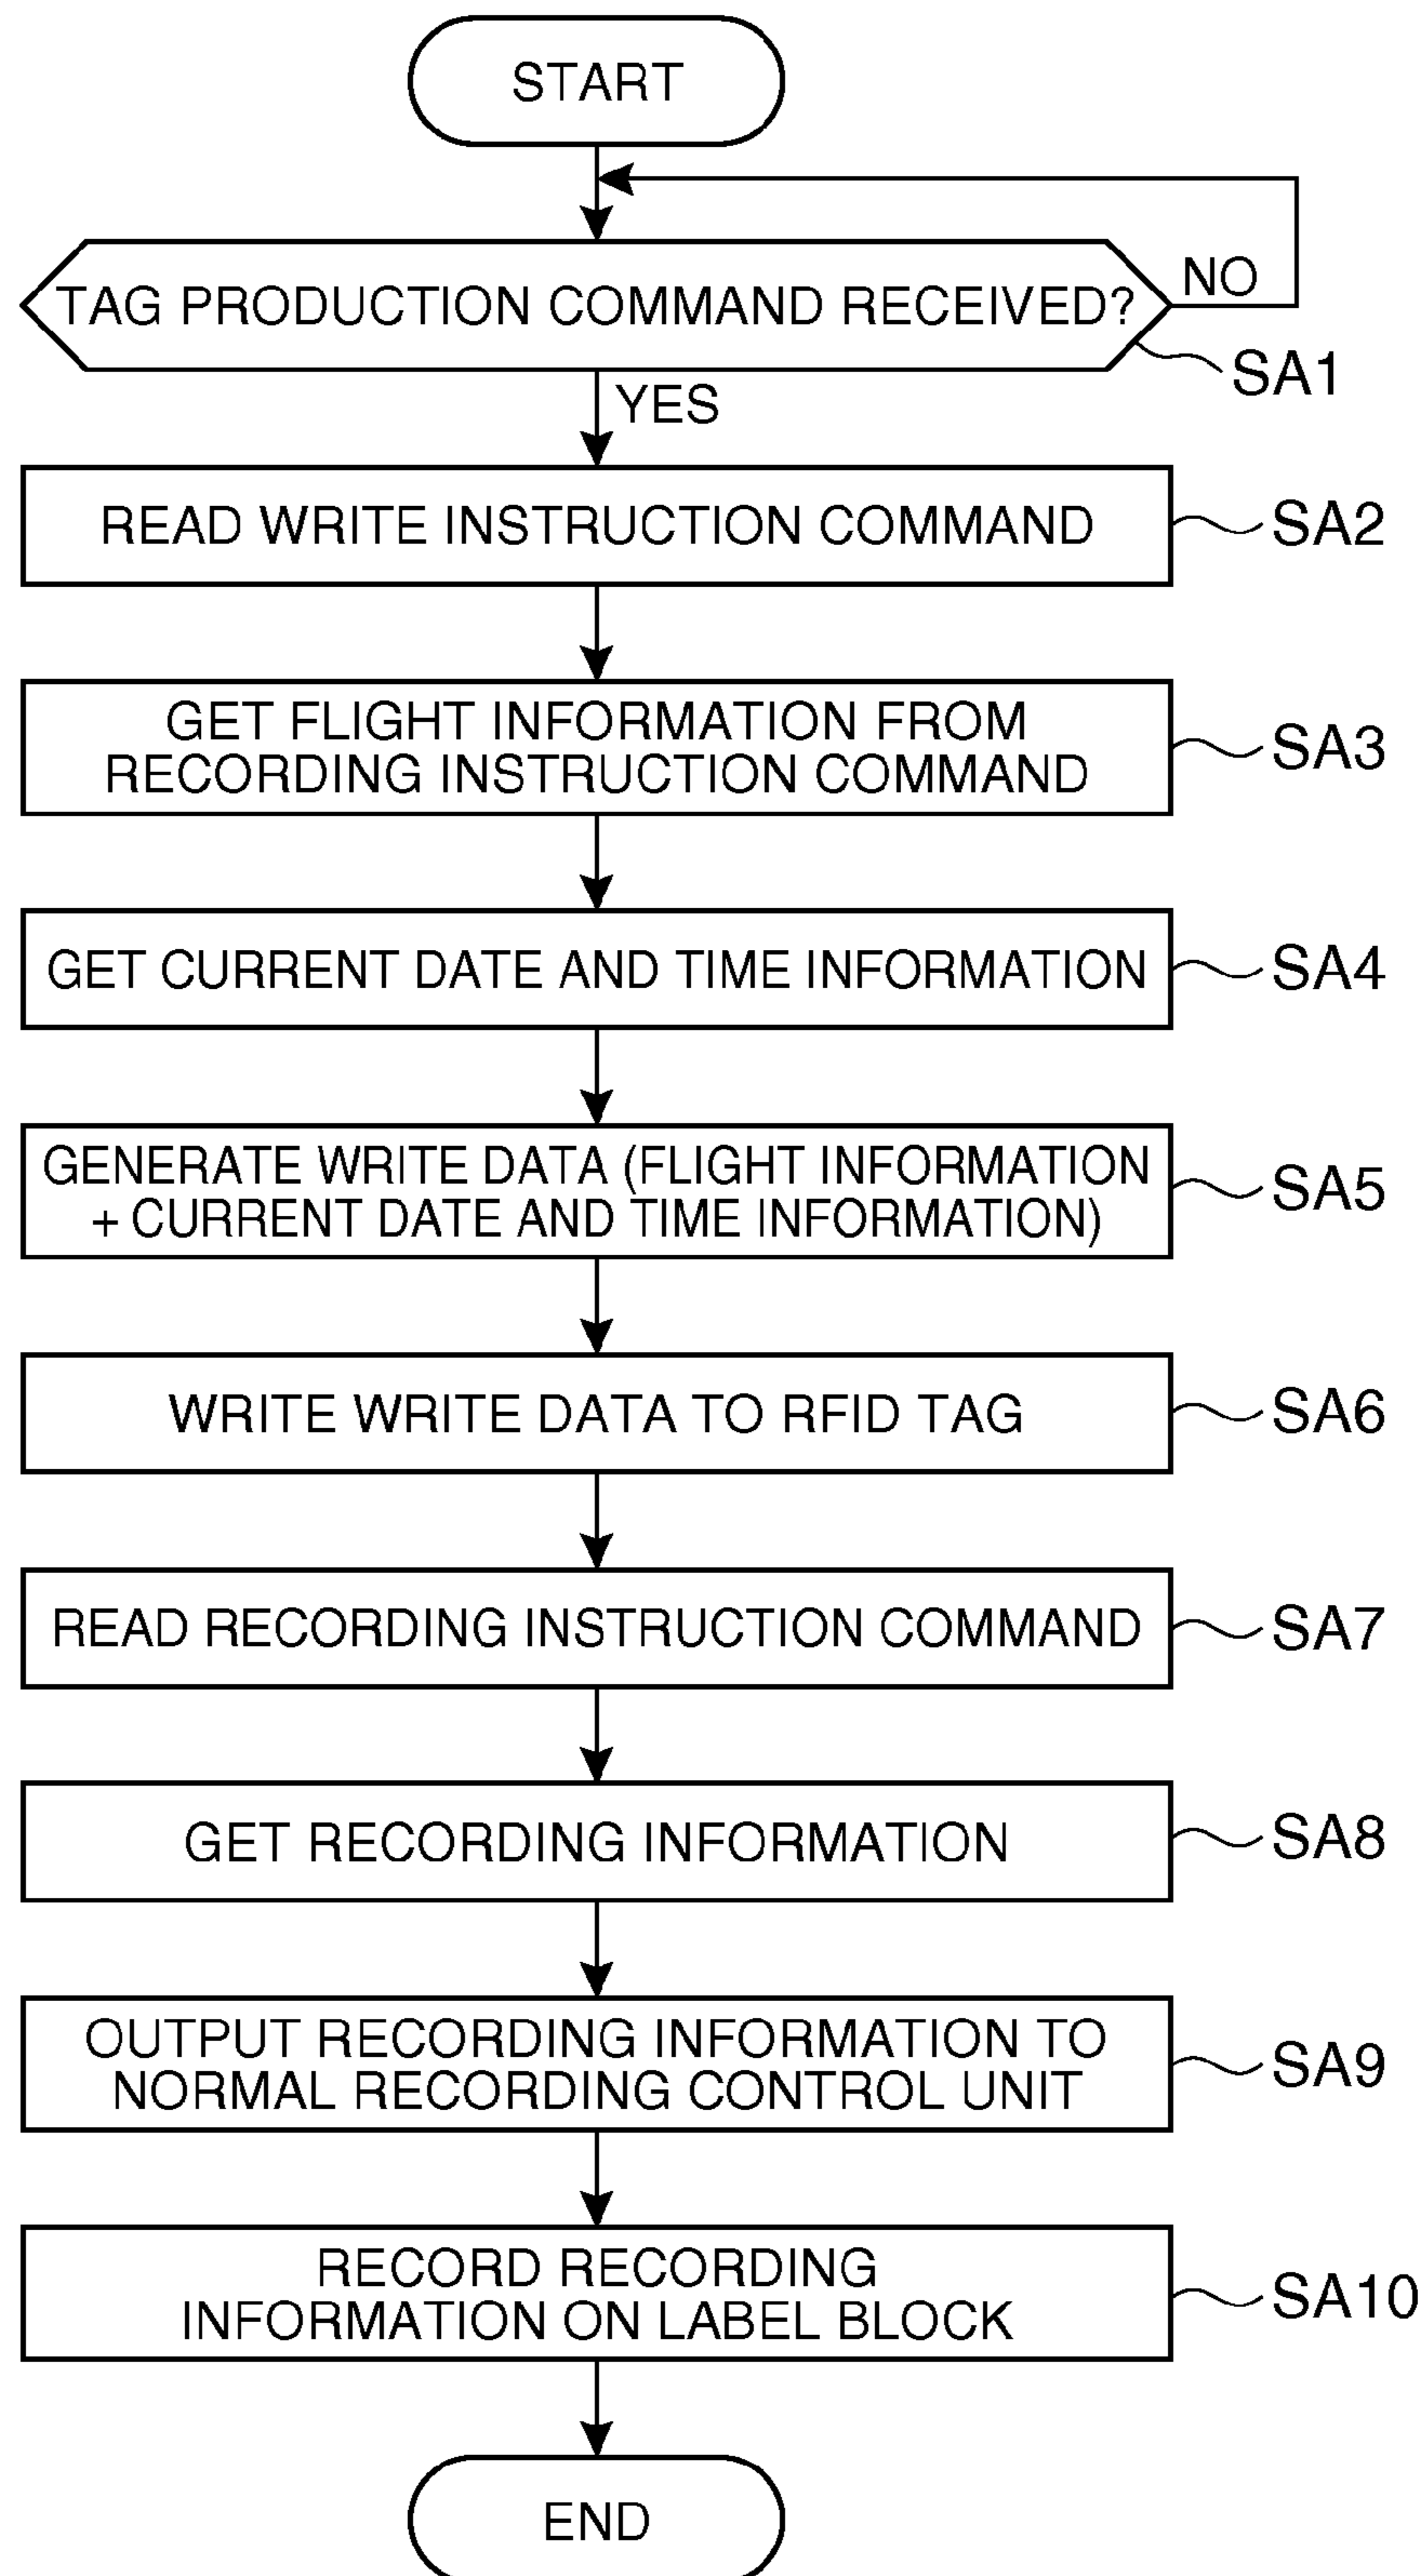 START
TAG PRODUCTION COMMAND RECEIVED?
NO
SA1
YES
READ WRITE INSTRUCTION COMMAND
SA2
GET FLIGHT INFORMATION FROM
RECORDING INSTRUCTION COMMAND
SA3
GET CURRENT DATE AND TIME INFORMATION
SA4
GENERATE WRITE DATA (FLIGHT INFORMATION
+ CURRENT DATE AND TIME INFORMATION)
SA5
WRITE WRITE DATA TO RFID TAG
SA6
READ RECORDING INSTRUCTION COMMAND
SA7
GET RECORDING INFORMATION
SA8
OUTPUT RECORDING INFORMATION TO
NORMAL RECORDING CONTROL UNIT
SA9
RECORD RECORDING
INFORMATION ON LABEL BLOCK
SA10
END